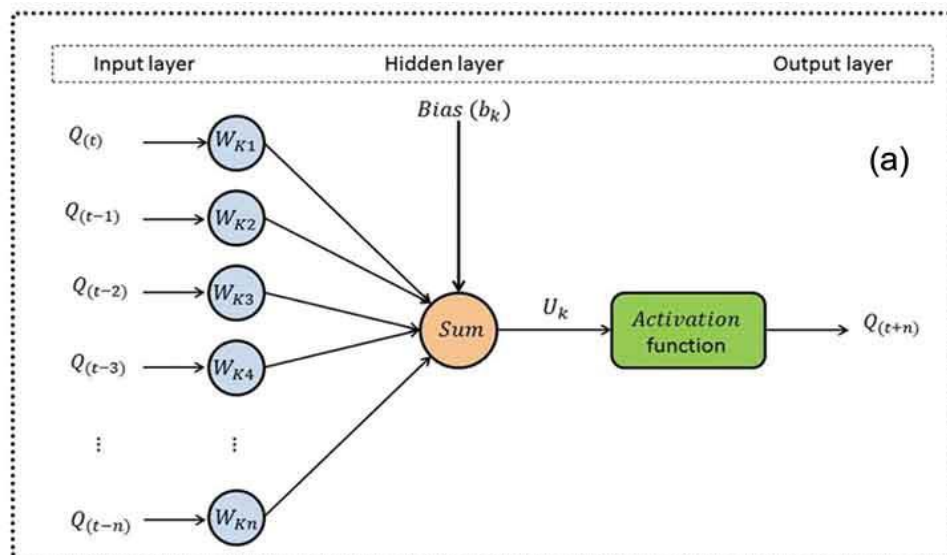 Input layer Hidden layer Output layer
Bias (b_k)
(a)
Q_(t) W_K1
Q_(t−1) W_K2
Q_(t−2) W_K3
Q_(t−3) W_K4
⋮ ⋮
Q_(t−n) W_Kn
Sum
U_k
Activation
function
Q_(t+n)